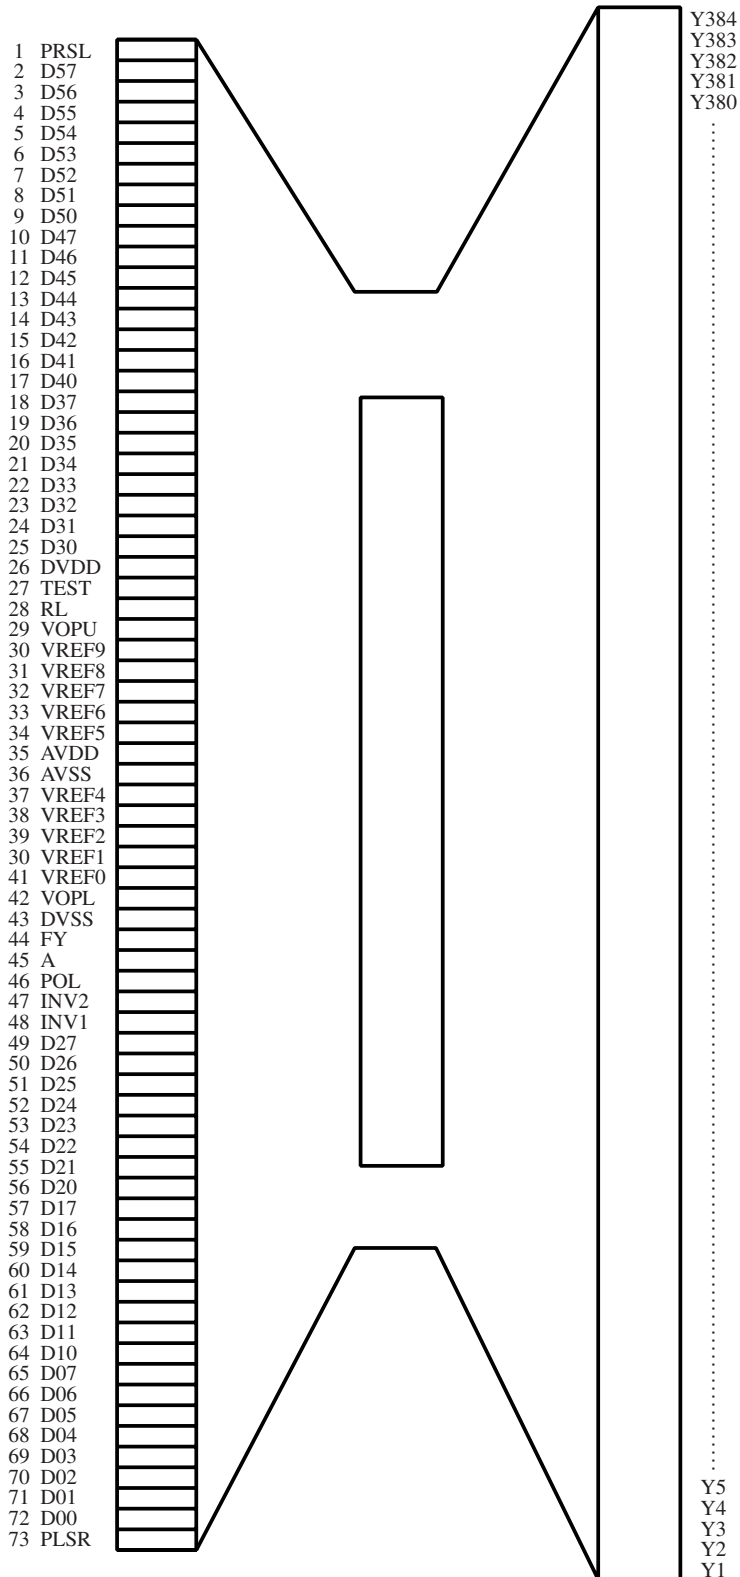 1 PRSL
2 D57
3 D56
4 D55
5 D54
6 D53
7 D52
8 D51
9 D50
10 D47
11 D46
12 D45
13 D44
14 D43
15 D42
16 D41
17 D40
18 D37
19 D36
20 D35
21 D34
22 D33
23 D32
24 D31
25 D30
26 DVDD
27 TEST
28 RL
29 VOPU
30 VREF9
31 VREF8
32 VREF7
33 VREF6
34 VREF5
35 AVDD
36 AVSS
37 VREF4
38 VREF3
39 VREF2
30 VREF1
41 VREF0
42 VOPL
43 DVSS
44 FY
45 A
46 POL
47 INV2
48 INV1
49 D27
50 D26
51 D25
52 D24
53 D23
54 D22
55 D21
56 D20
57 D17
58 D16
59 D15
60 D14
61 D13
62 D12
63 D11
64 D10
65 D07
66 D06
67 D05
68 D04
69 D03
70 D02
71 D01
72 D00
73 PLSR
Y384
Y383
Y382
Y381
Y380
Y5
Y4
Y3
Y2
Y1